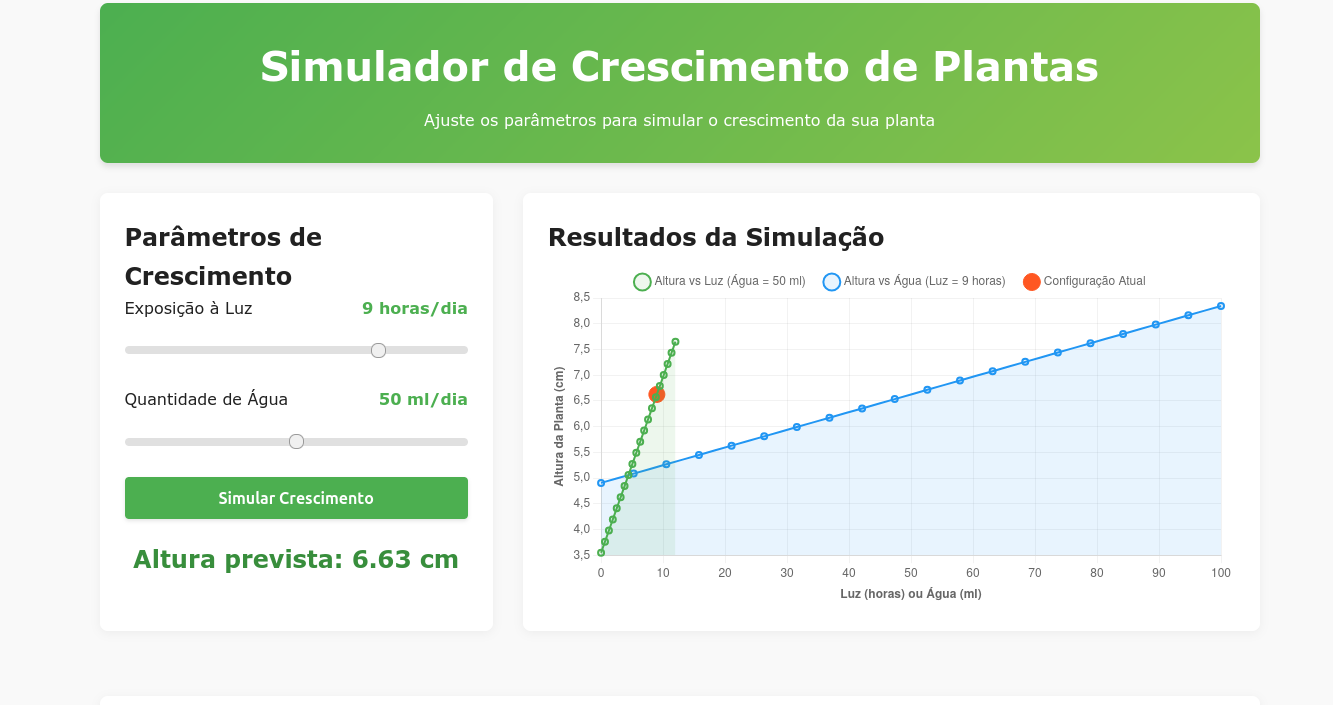 Simulador de Crescimento de Plantas
Ajuste os parâmetros para simular o crescimento da sua planta
Parâmetros de
Crescimento
Exposição à Luz 9 horas/dia
Quantidade de Água 50 ml/dia
Simular Crescimento
Altura prevista: 6.63 cm
Resultados da Simulação
Altura vs Luz (Água = 50 ml) Altura vs Água (Luz = 9 horas) Configuração Atual
Altura da Planta (cm)
8,5
8,0
7,5
7,0
6,5
6,0
5,5
5,0
4,5
4,0
3,5
0 10 20 30 40 50 60 70 80 90 100
Luz (horas) ou Água (ml)